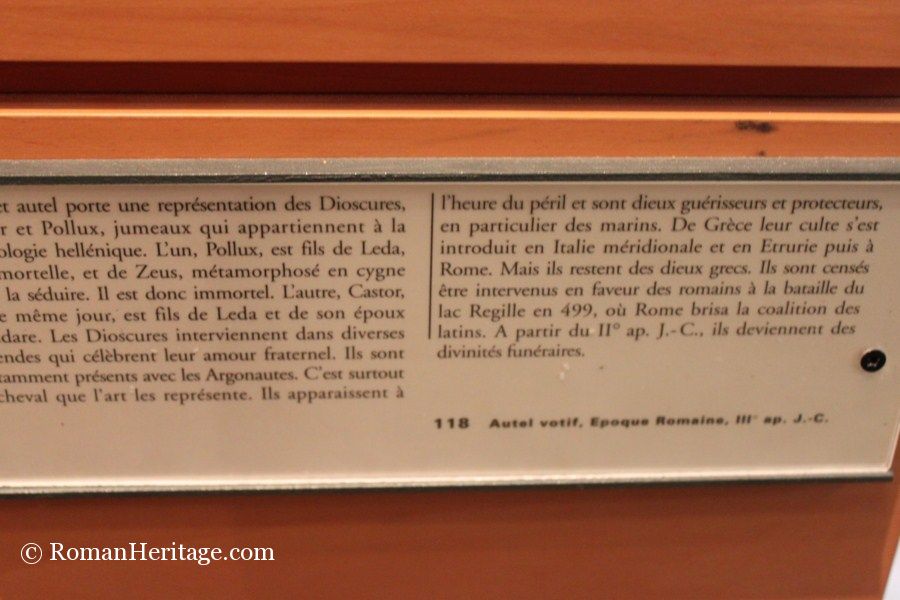 et autel porte une représentation des Dioscures,
r et Pollux, jumeaux qui appartiennent à la
ologie hellénique. L'un, Pollux, est fils de Leda,
mortelle, et de Zeus, métamorphosé en cygne
la séduire. Il est donc immortel. L'autre, Castor,
e même jour, est fils de Leda et de son époux
dare. Les Dioscures interviennent dans diverses
endes qui célèbrent leur amour fraternel. Ils sont
tamment présents avec les Argonautes. C'est surtout
cheval que l'art les représente. Ils apparaissent à
l'heure du péril et sont dieux guérisseurs et protecteurs,
en particulier des marins. De Grèce leur culte s'est
introduit en Italie méridionale et en Etrurie puis à
Rome. Mais ils restent des dieux grecs. Ils sont censés
être intervenus en faveur des romains à la bataille du
lac Regille en 499, où Rome brisa la coalition des
latins. A partir du II° ap. J.-C., ils deviennent des
divinités funéraires.
118 Autel votif, Epoque Romaine, III° ap. J.-C.
© RomanHeritage.com